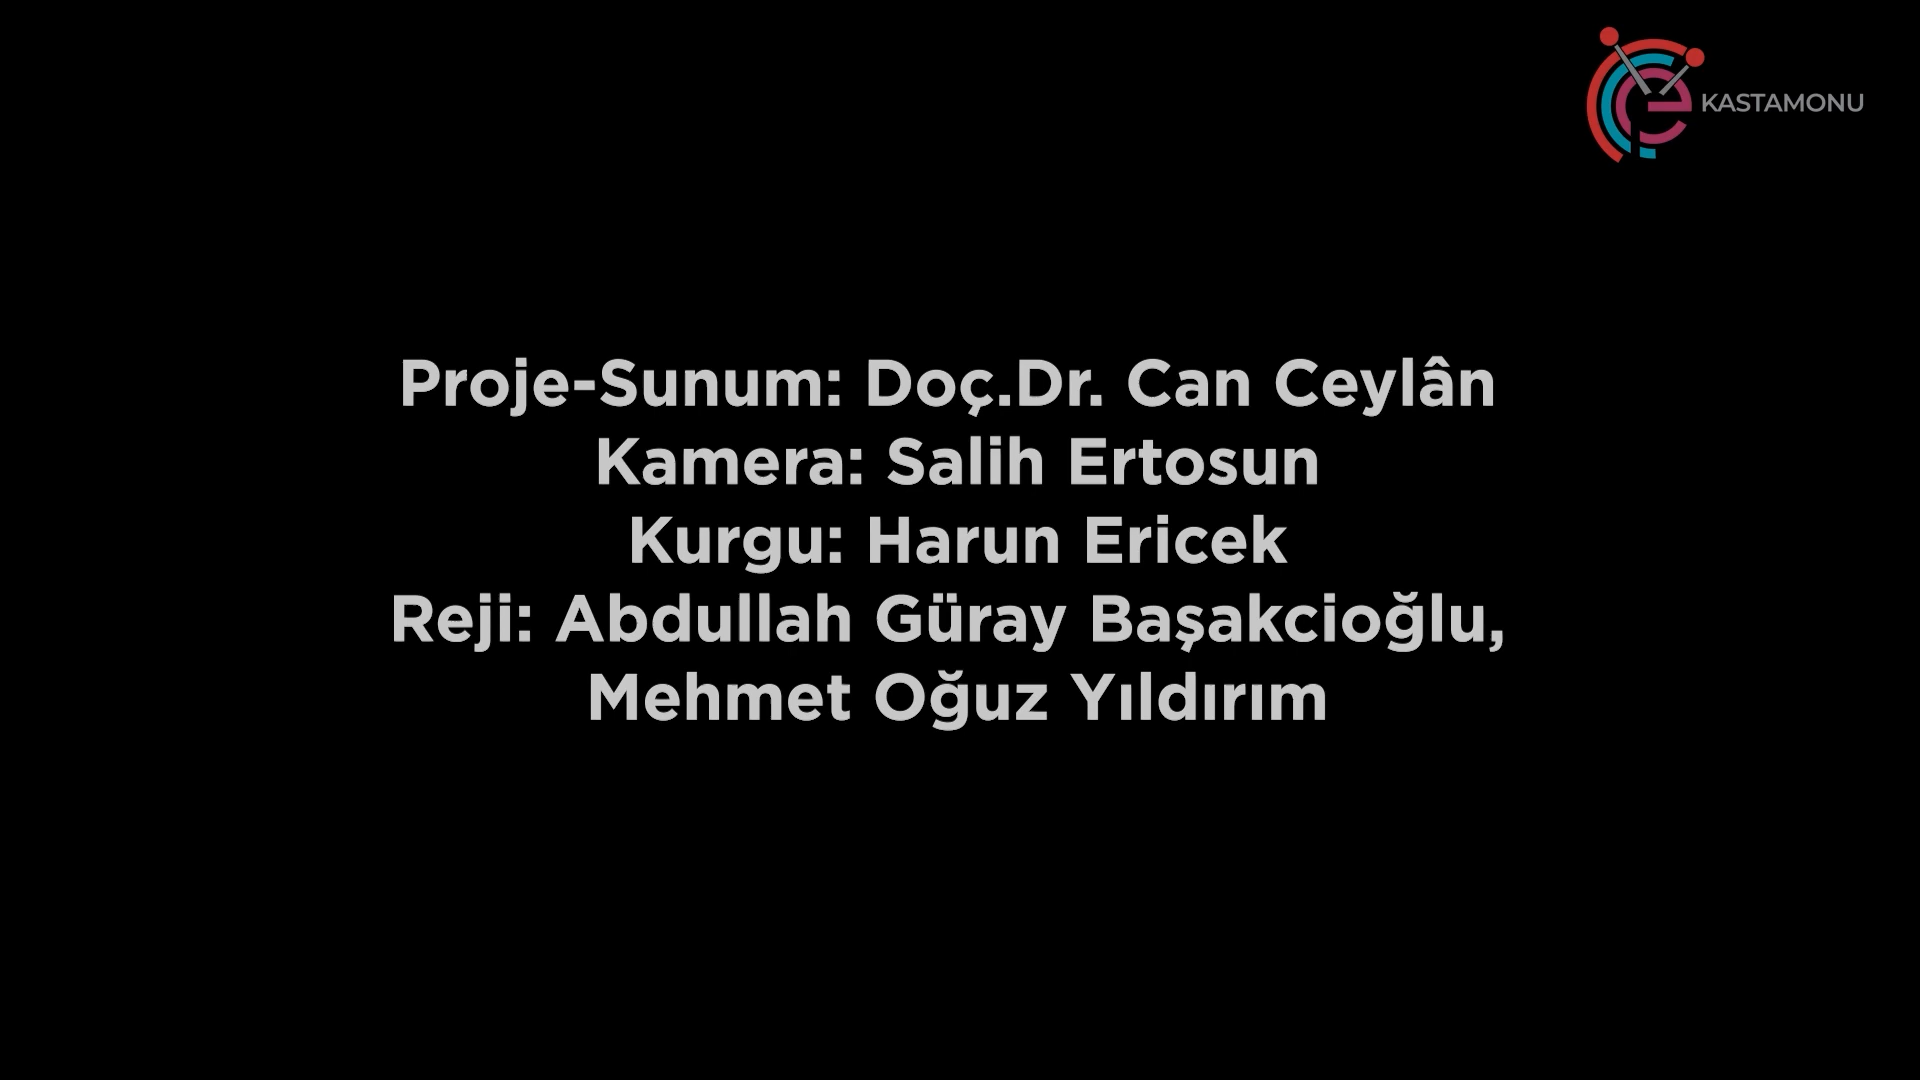 KASTAMONU
Proje-Sunum: Doç.Dr. Can Ceylân
Kamera: Salih Ertosun
Kurgu: Harun Ericek
Reji: Abdullah Güray Başakcioğlu,
Mehmet Oğuz Yıldırım